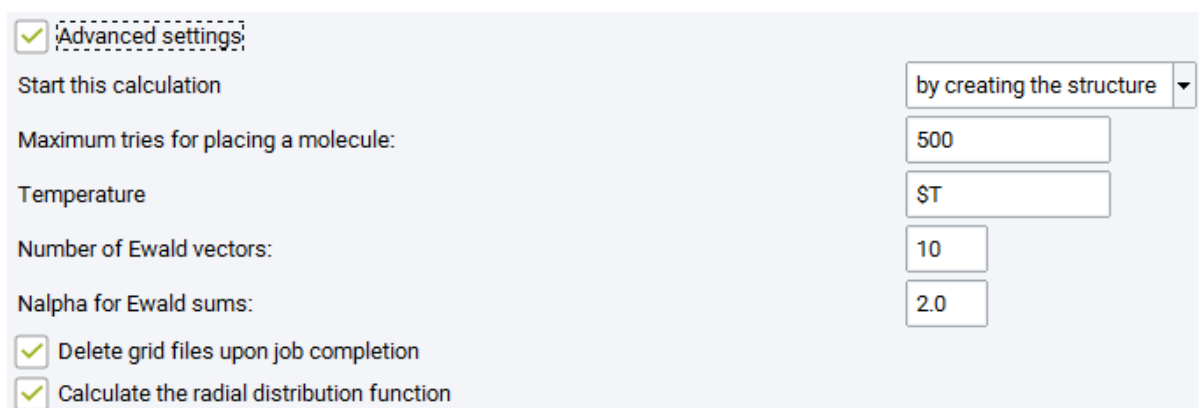 Advanced settings
Start this calculation by creating the structure
Maximum tries for placing a molecule: 500
Temperature $T
Number of Ewald vectors: 10
Nalpha for Ewald sums: 2.0
Delete grid files upon job completion
Calculate the radial distribution function